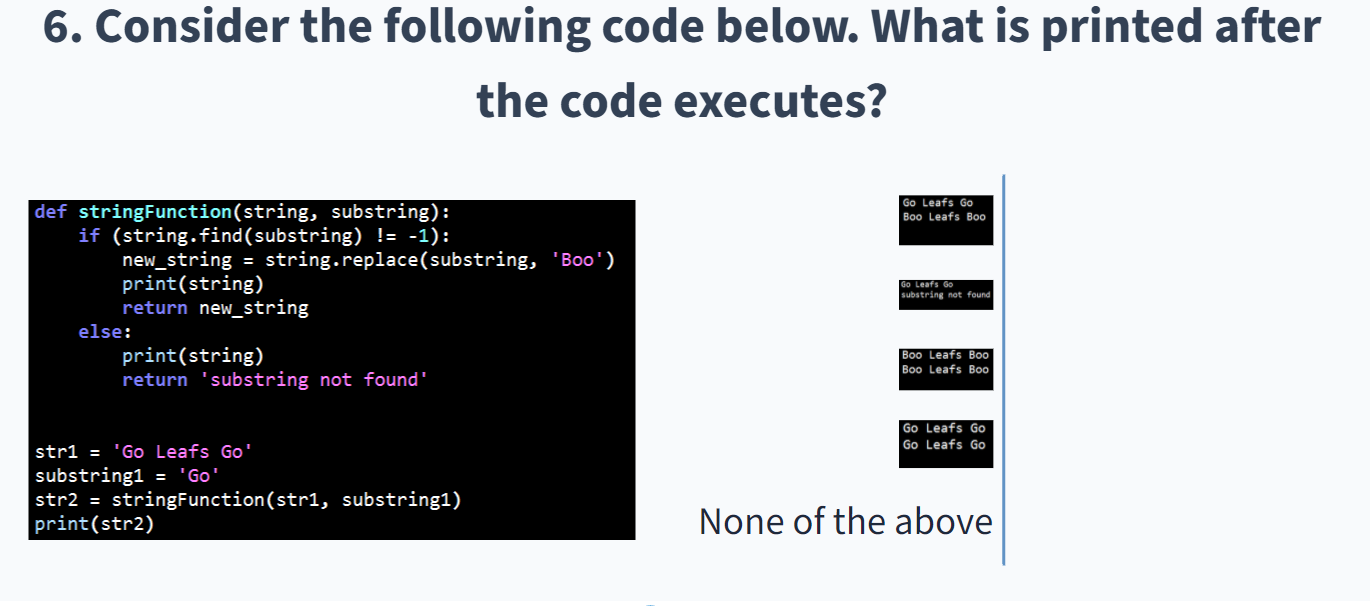 6. Consider the following code below. What is printed after
the code executes?
def stringFunction(string, substring):
    if (string.find(substring) != -1):
        new_string = string.replace(substring, 'Boo')
        print(string)
        return new_string
    else:
        print(string)
        return 'substring not found'
str1 = 'Go Leafs Go'
substring1 = 'Go'
str2 = stringFunction(str1, substring1)
print(str2)
Go Leafs Go
Boo Leafs Boo
Go Leafs Go
substring not found
Boo Leafs Boo
Boo Leafs Boo
Go Leafs Go
Go Leafs Go
None of the above